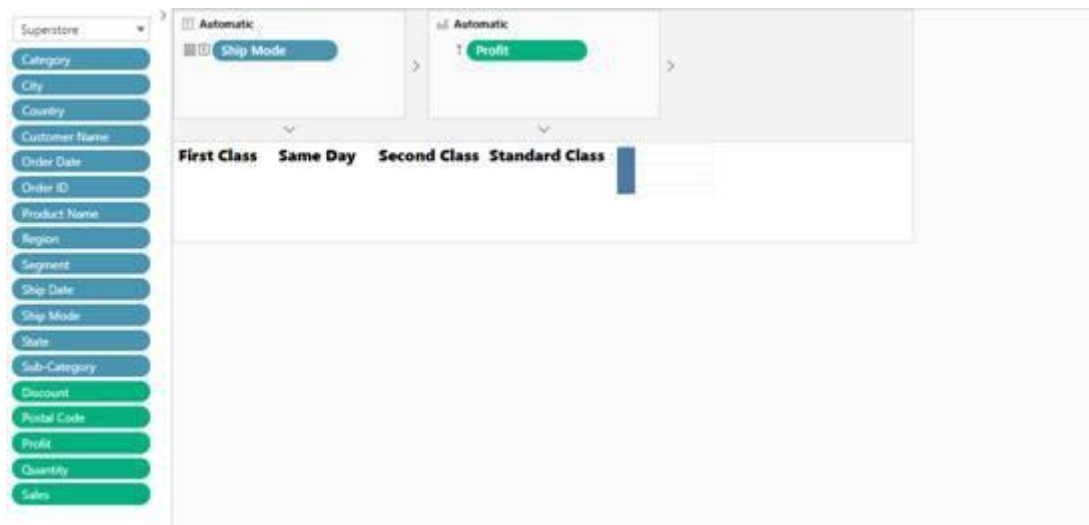 Superstore
Category
City
Country
Customer Name
Order Date
Order ID
Product Name
Region
Segment
Ship Date
Ship Mode
State
Sub-Category
Discount
Postal Code
Profit
Quantity
Sales
Automatic
Ship Mode
Automatic
Profit
First Class Same Day Second Class Standard Class